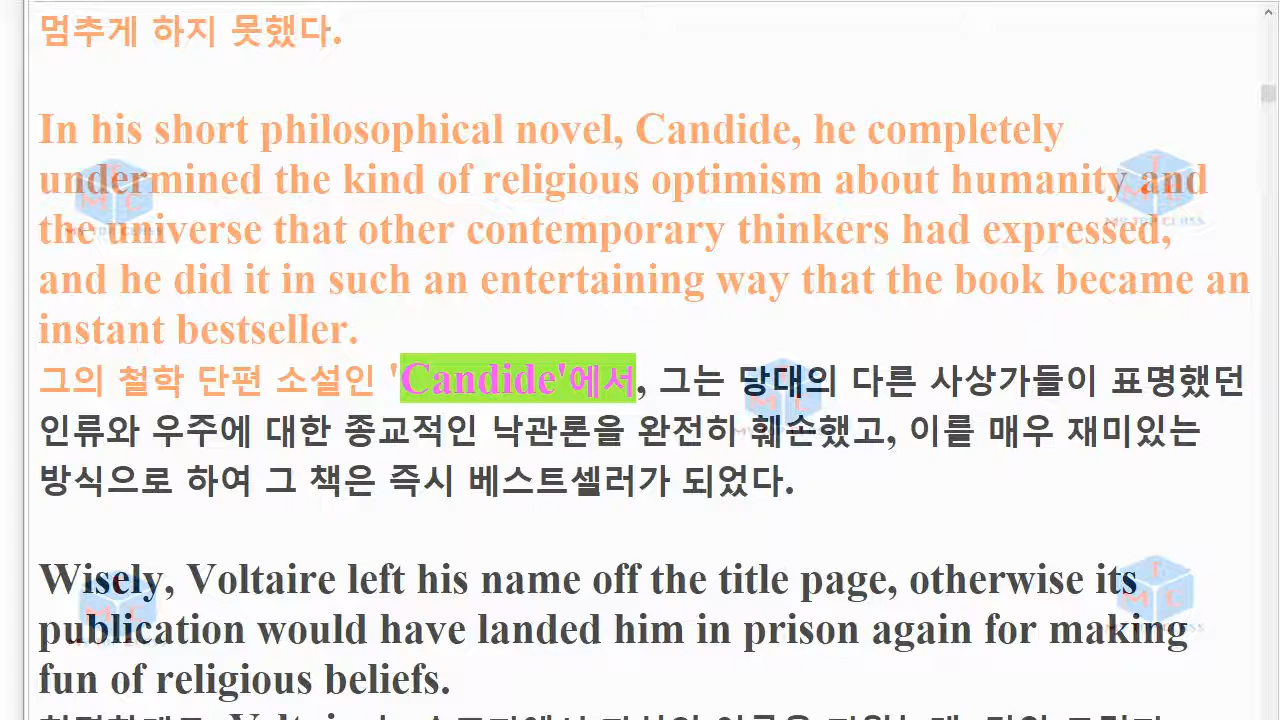 멈추게 하지 못했다.
In his short philosophical novel, Candide, he completely
undermined the kind of religious optimism about humanity and
the universe that other contemporary thinkers had expressed,
and he did it in such an entertaining way that the book became an
instant bestseller.
그의 철학 단편 소설인 'Candide'에서, 그는 당대의 다른 사상가들이 표명했던
인류와 우주에 대한 종교적인 낙관론을 완전히 훼손했고, 이를 매우 재미있는
방식으로 하여 그 책은 즉시 베스트셀러가 되었다.
Wisely, Voltaire left his name off the title page, otherwise its
publication would have landed him in prison again for making
fun of religious beliefs.